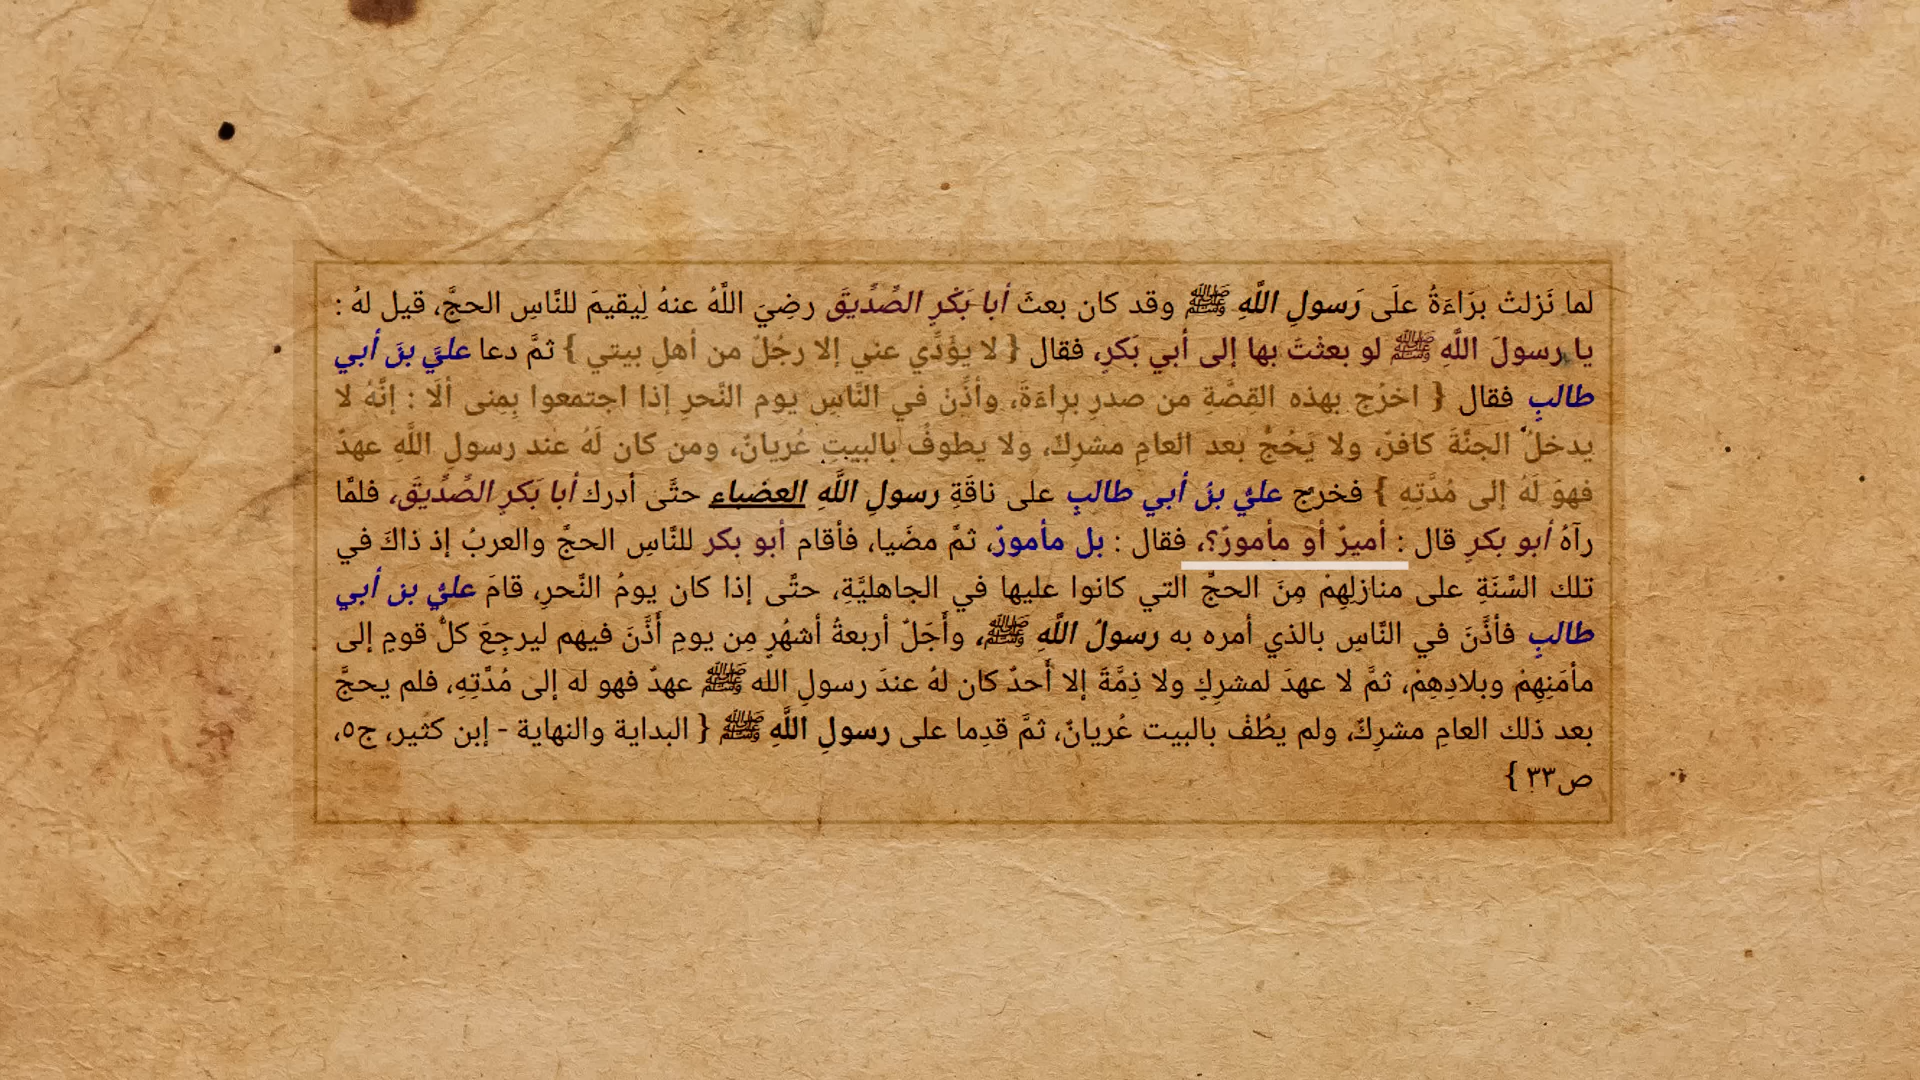 لما نَزلتْ برَاءَةُ علَى رَسولِ اللَّهِ ﷺ وقد كان بعثَ أبا بَكرٍ الصِّدِّيقَ رضِيَ اللَّهُ عنهُ لِيقيمَ للنَّاسِ الحجَّ، قيل لهُ :
يا رسولَ اللَّهِ ﷺ لو بعثْتَ بها إلى أبي بَكرٍ، فقال { لا يؤدِّي عني إلا رجُلٌ من أهلِ بيتي } ثمَّ دعا عليَّ بنَ أبي
طالبٍ فقال { اخرُج بهذه القِصَّةِ من صدرِ براءَةَ، وأذِّنْ في النَّاسِ يوم النَّحرِ إذا اجتمعوا بِمِنى ألَا : إنَّهُ لا
يدخلُ الجنَّةَ كافرٌ، ولا يَحُجُّ بعد العامِ مشرِكٌ، ولا يطوفُ بالبيتِ عُريانٌ، ومن كان لَهُ عند رسولِ اللَّهِ عهدٌ
فهوَ لَهُ إلى مُدَّتِهِ } فخرج عليُّ بنُ أبي طالبٍ على ناقَةِ رسولِ اللَّهِ العضباءِ حتَّى أدرك أبا بَكرٍ الصِّدِّيقَ، فلمَّا
رآهُ أبو بكرٍ قال : أميرٌ أو مأمورٌ؟، فقال : بل مأمورٌ، ثمَّ مضَيا، فأقام أبو بكر للنَّاسِ الحجَّ والعربُ إذ ذاكَ في
تلك السَّنَةِ على منازلِهِمْ مِنَ الحجِّ التي كانوا عليها في الجاهليَّةِ، حتَّى إذا كان يومُ النَّحرِ، قامَ عليُّ بن أبي
طالبٍ فأذَّنَ في النَّاسِ بالذي أمره به رسولُ اللَّهِ ﷺ، وأَجَلٌ أربعةُ أشهُرٍ مِن يومِ أَذَّنَ فيهم ليرجِعَ كلُّ قومٍ إلى
مأمَنِهِمْ وبلادِهِمْ، ثمَّ لا عهدَ لمشرِكٍ ولا ذِمَّةَ إلا أَحدٌ كان لهُ عندَ رسولِ الله ﷺ عهدٌ فهو له إلى مُدَّتِهِ، فلم يحجَّ
بعد ذلك العامِ مشرِكٌ، ولم يطُفْ بالبيت عُريانٌ، ثمَّ قدِما على رسولِ اللَّهِ ﷺ { البداية والنهاية - إبن كثير، ج٥،
ص٣٣ }